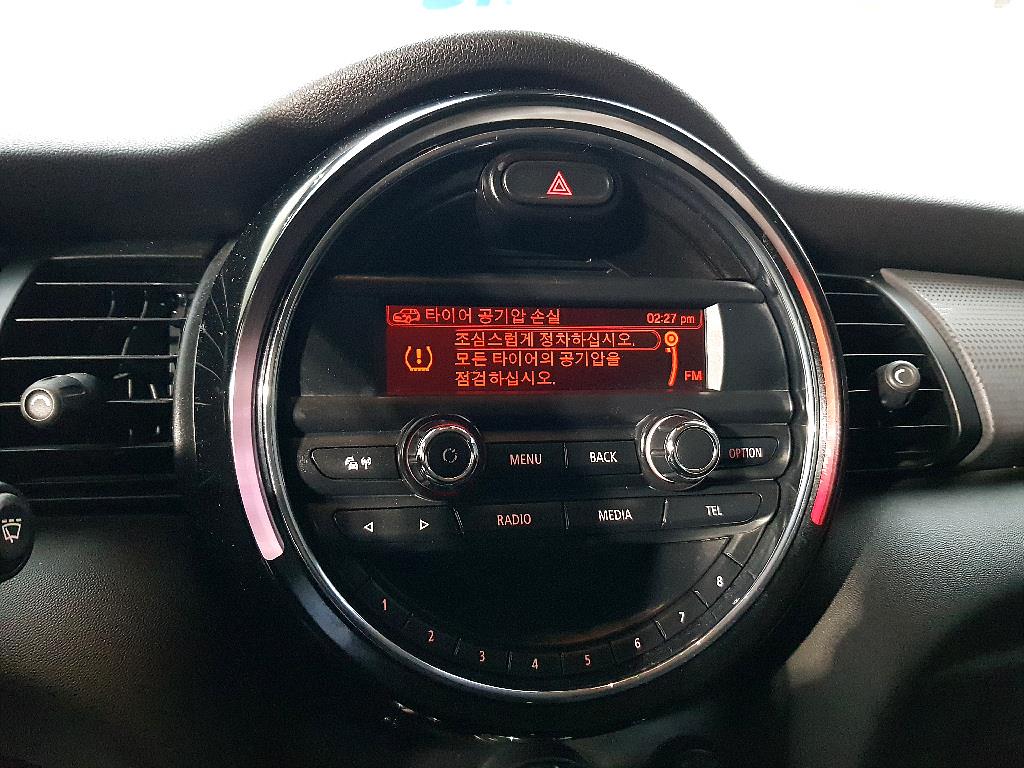 타이어 공기압 손실 02:27 pm
조심스럽게 정차하십시오.
모든 타이어의 공기압을
점검하십시오.
FM
MENU BACK OPTION
RADIO MEDIA TEL
1 2 3 4 5 6 7 8